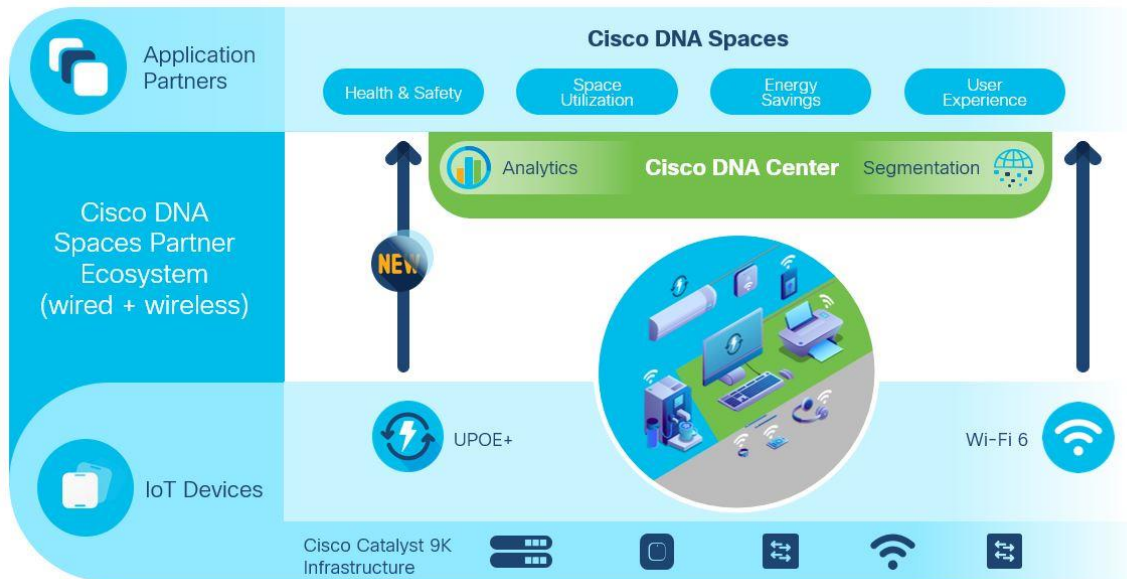 Application
Partners
Cisco DNA Spaces
Health & Safety
Space
Utilization
Energy
Savings
User
Experience
Analytics
Cisco DNA Center
Segmentation
Cisco DNA
Spaces Partner
Ecosystem
(wired + wireless)
NEW
UPOE+
Wi-Fi 6
IoT Devices
Cisco Catalyst 9K
Infrastructure